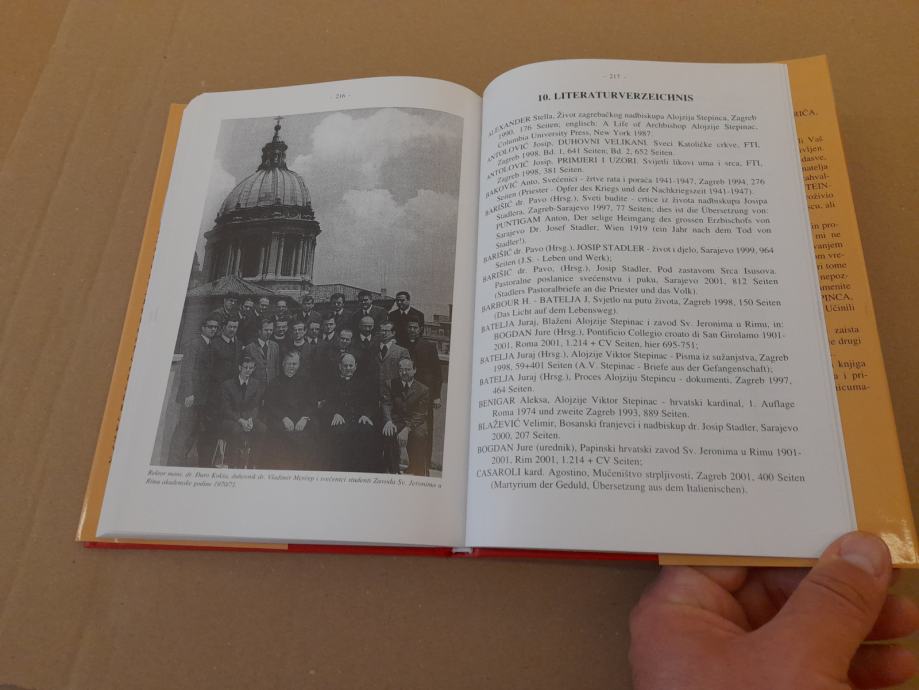 - 216 -
Rektor mons. dr. Đuro Kokša, duhovnik dr. Vladimir Merćep i svećenici studenti Zavoda Sv. Jeronima u
Rimu akademske godine 1970/71.
- 217 -
10. LITERATURVERZEICHNIS
ALEXANDER Stella, Život zagrebačkog nadbiskupa Alojzija Stepinca, Zagreb
1990, 176 Seiten; englisch: A Life of Archbishop Alojzije Stepinac,
Columbia University Press, New York 1987.
ANTOLOVIĆ Josip, DUHOVNI VELIKANI. Sveci Katoličke crkve, FTI,
Zagreb 1998, Bd. 1, 641 Seiten; Bd. 2, 652 Seiten.
ANTOLOVIĆ Josip, PRIMJERI I UZORI. Svijetli likovi uma i srca, FTI,
Zagreb 1998, 381 Seiten.
BAKOVIĆ Anto, Svećenici - žrtve rata i poraća 1941-1947, Zagreb 1994, 276
Seiten (Priester - Opfer des Kriegs und der Nachkriegszeit 1941-1947).
BARIŠIĆ dr. Pavo (Hrsg.), Sveti budite - crtice iz života nadbiskupa Josipa
Stadlera, Zagreb-Sarajevo 1997, 77 Seiten; dies ist die Übersetzung von:
PUNTIGAM Anton, Der selige Heimgang des grossen Erzbischofs von
Sarajevo Dr. Josef Stadler, Wien 1919 (ein Jahr nach dem Tod von
Stadler!).
BARIŠIĆ dr. Pavo (Hrsg.), JOSIP STADLER - život i djelo, Sarajevo 1999, 964
Seiten (J.S. - Leben und Werk);
BARIŠIĆ dr. Pavo, (Hrsg.), Josip Stadler, Pod zastavom Srca Isusova.
Pastoralne poslanice svećenstvu i puku, Sarajevo 2001, 812 Seiten
(Stadlers Pastoralbriefe an die Priester und das Volk).
BARBOUR H. - BATELJA J. Svjetlo na putu života, Zagreb 1998, 150 Seiten
(Das Licht auf dem Lebensweg).
BATELJA Juraj, Blaženi Alojzije Stepinac i zavod Sv. Jeronima u Rimu, in:
BOGDAN Jure (Hrsg.), Pontificio Collegio croato di San Girolamo 1901-
2001, Roma 2001, 1.214 + CV Seiten, hier 695-751;
BATELJA Juraj (Hrsg.), Alojzije Viktor Stepinac - Pisma iz sužanjstva, Zagreb
1998, 59+401 Seiten (A.V. Stepinac - Briefe aus der Gefangenschaft);
BATELJA Juraj (Hrsg.), Proces Alojziju Stepincu - dokumenti, Zagreb 1997,
464 Seiten.
BENIGAR Aleksa, Alojzije Viktor Stepinac - hrvatski kardinal, 1. Auflage
Roma 1974 und zweite Zagreb 1993, 889 Seiten.
BLAŽEVIĆ Velimir, Bosanski franjevci i nadbiskup dr. Josip Stadler, Sarajevo
2000, 207 Seiten.
BOGDAN Jure (urednik), Papinski hrvatski zavod Sv. Jeronima u Rimu 1901-
2001, Rim 2001, 1.214 + CV Seiten;
CASAROLI kard. Agostino, Mučeništvo strpljivosti, Zagreb 2001, 400 Seiten
(Martyrium der Geduld, Übersetzung aus dem Italienischen).